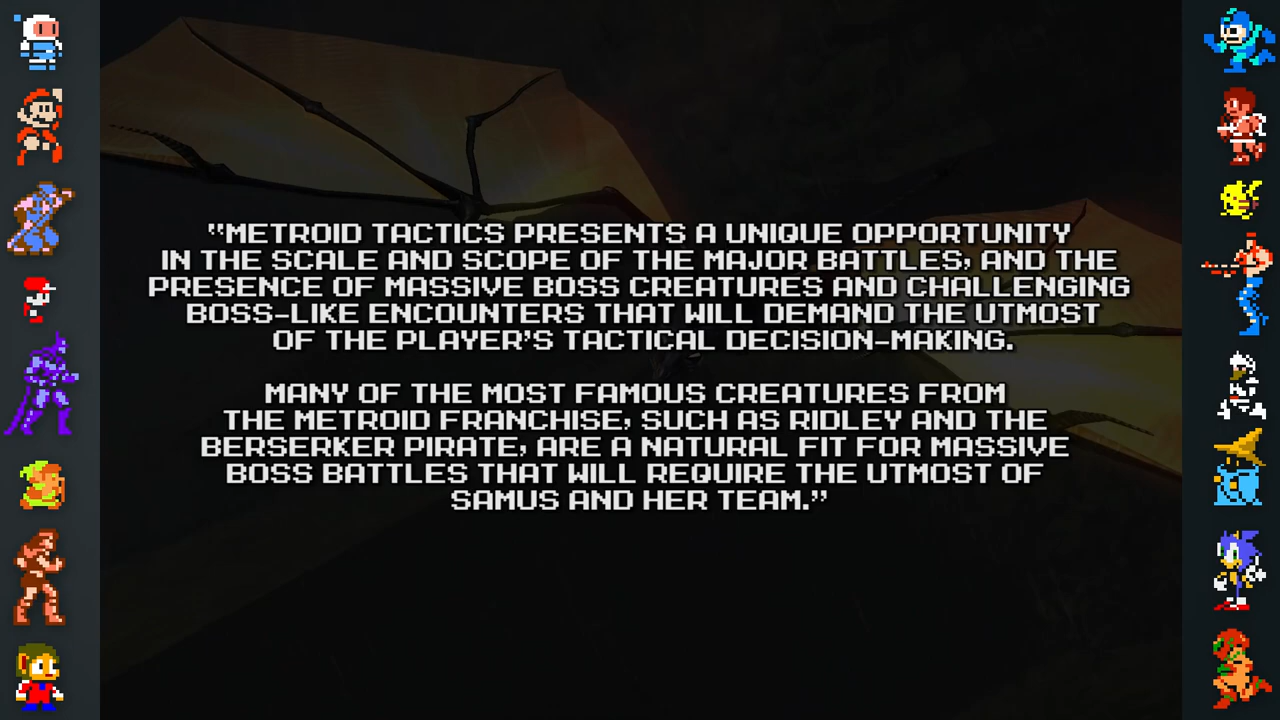 "METROID TACTICS PRESENTS A UNIQUE OPPORTUNITY
IN THE SCALE AND SCOPE OF THE MAJOR BATTLES, AND THE
PRESENCE OF MASSIVE BOSS CREATURES AND CHALLENGING
BOSS-LIKE ENCOUNTERS THAT WILL DEMAND THE UTMOST
OF THE PLAYER'S TACTICAL DECISION-MAKING.
MANY OF THE MOST FAMOUS CREATURES FROM
THE METROID FRANCHISE, SUCH AS RIDLEY AND THE
BERSERKER PIRATE, ARE A NATURAL FIT FOR MASSIVE
BOSS BATTLES THAT WILL REQUIRE THE UTMOST OF
SAMUS AND HER TEAM."